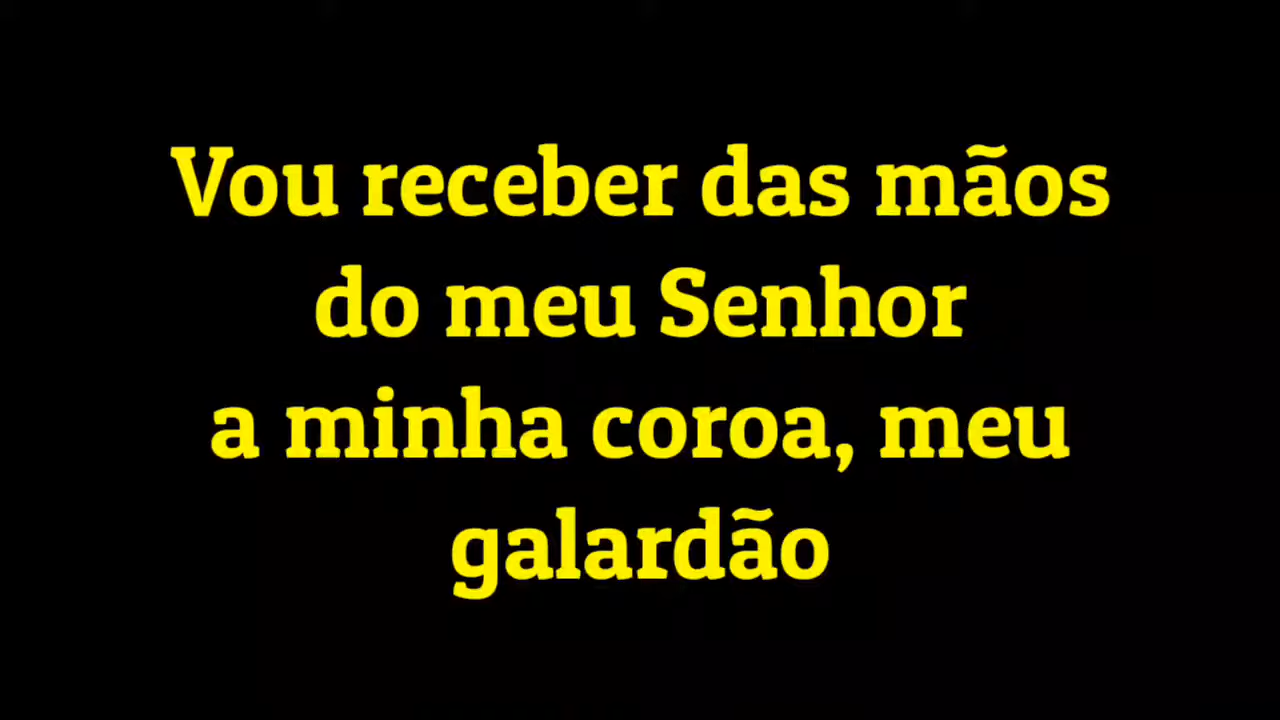 Vou receber das mãos
do meu Senhor
a minha coroa, meu
galardão